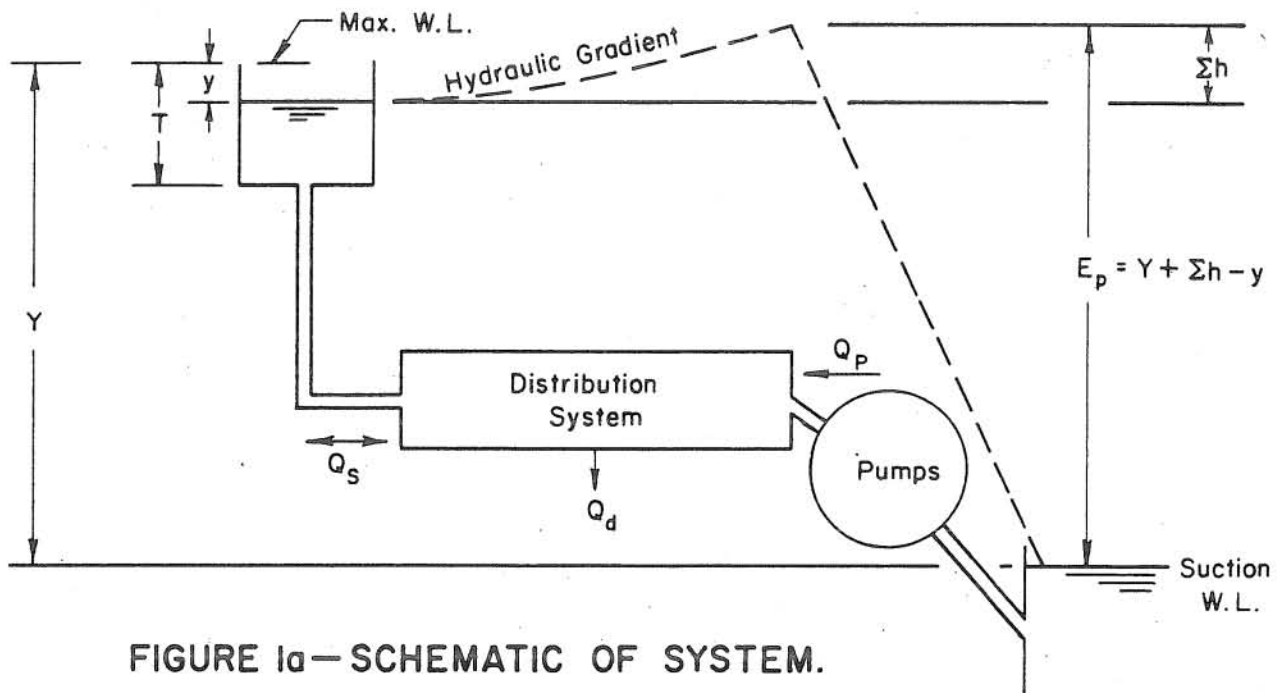 Max. W.L.
Hydraulic Gradient
Σh
y
T
Y
E_p = Y + Σh – y
Q_P
Distribution
System
Q_S
Pumps
Q_d
Suction
W.L.
FIGURE 1a — SCHEMATIC OF SYSTEM.